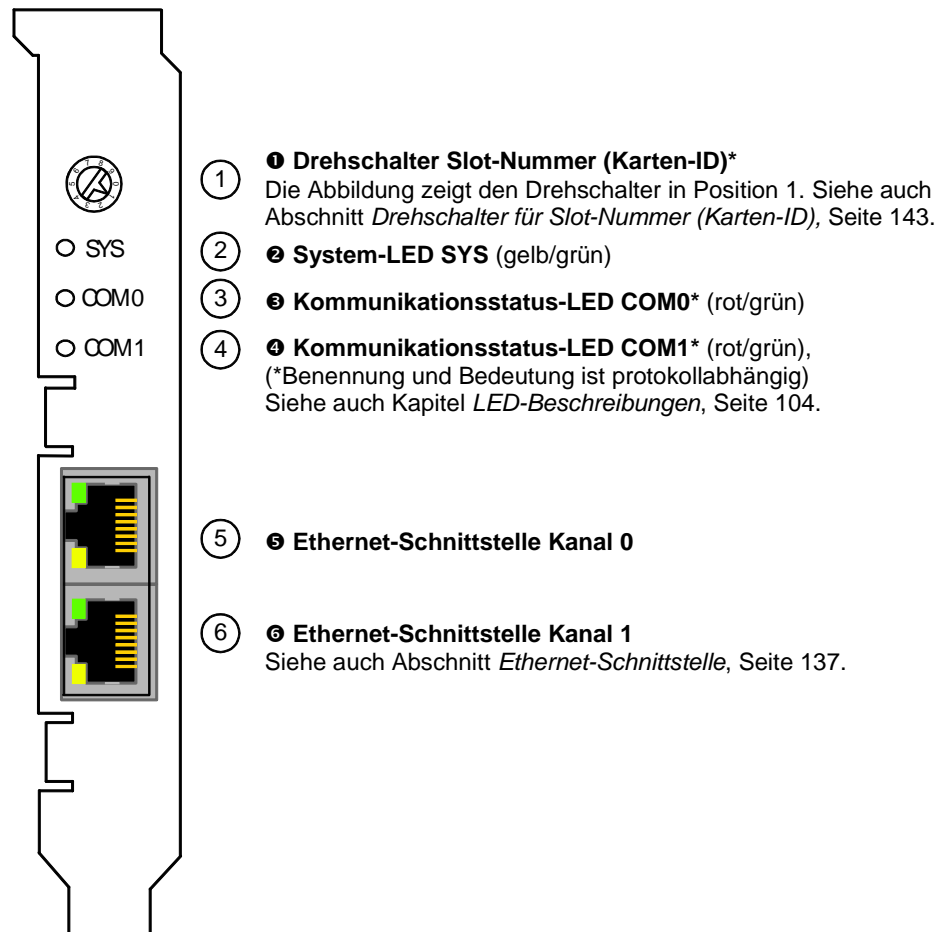 1
❶ Drehschalter Slot-Nummer (Karten-ID)*
Die Abbildung zeigt den Drehschalter in Position 1. Siehe auch
Abschnitt Drehschalter für Slot-Nummer (Karten-ID), Seite 143.
SYS
2
❷ System-LED SYS (gelb/grün)
COM0
3
❸ Kommunikationsstatus-LED COM0* (rot/grün)
COM1
4
❹ Kommunikationsstatus-LED COM1* (rot/grün),
(*Benennung und Bedeutung ist protokollabhängig)
Siehe auch Kapitel LED-Beschreibungen, Seite 104.
5
❺ Ethernet-Schnittstelle Kanal 0
6
❻ Ethernet-Schnittstelle Kanal 1
Siehe auch Abschnitt Ethernet-Schnittstelle, Seite 137.